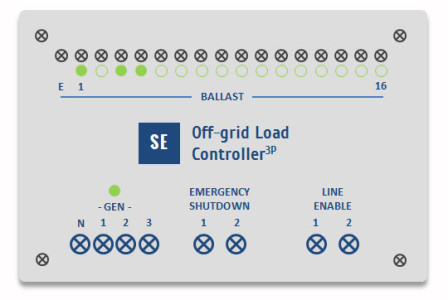 E 1 16
BALLAST
SE
Off-grid Load
Controller3p
- GEN -
N 1 2 3
EMERGENCY
SHUTDOWN
1 2
LINE
ENABLE
1 2